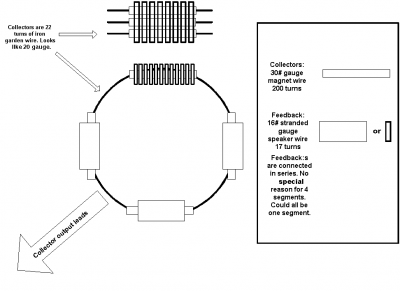 Collectors are 22
turns of iron
garden wire. Looks
like 20 gauge.
Collectors:
30# gauge
magnet wire
200 turns
Feedback:
16# stranded
gauge
speaker wire
17 turns
or
Feedback:s
are connected
in series. No
special
reason for 4
segments.
Could all be
one segment.
Collector output leads